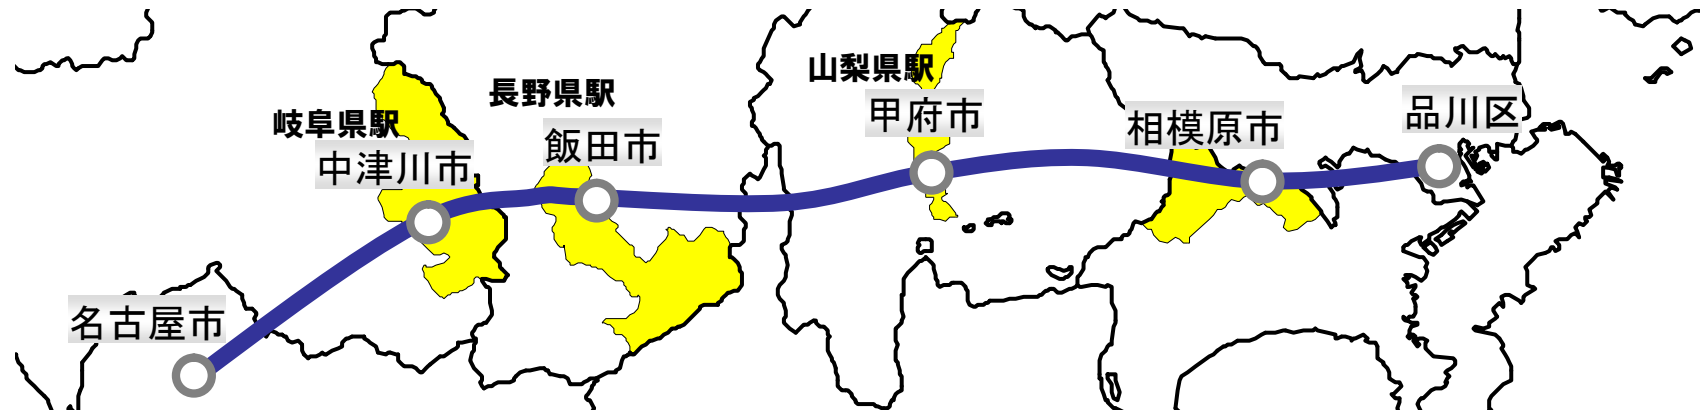 岐阜県駅
中津川市
長野県駅
飯田市
山梨県駅
甲府市
相模原市
品川区
名古屋市